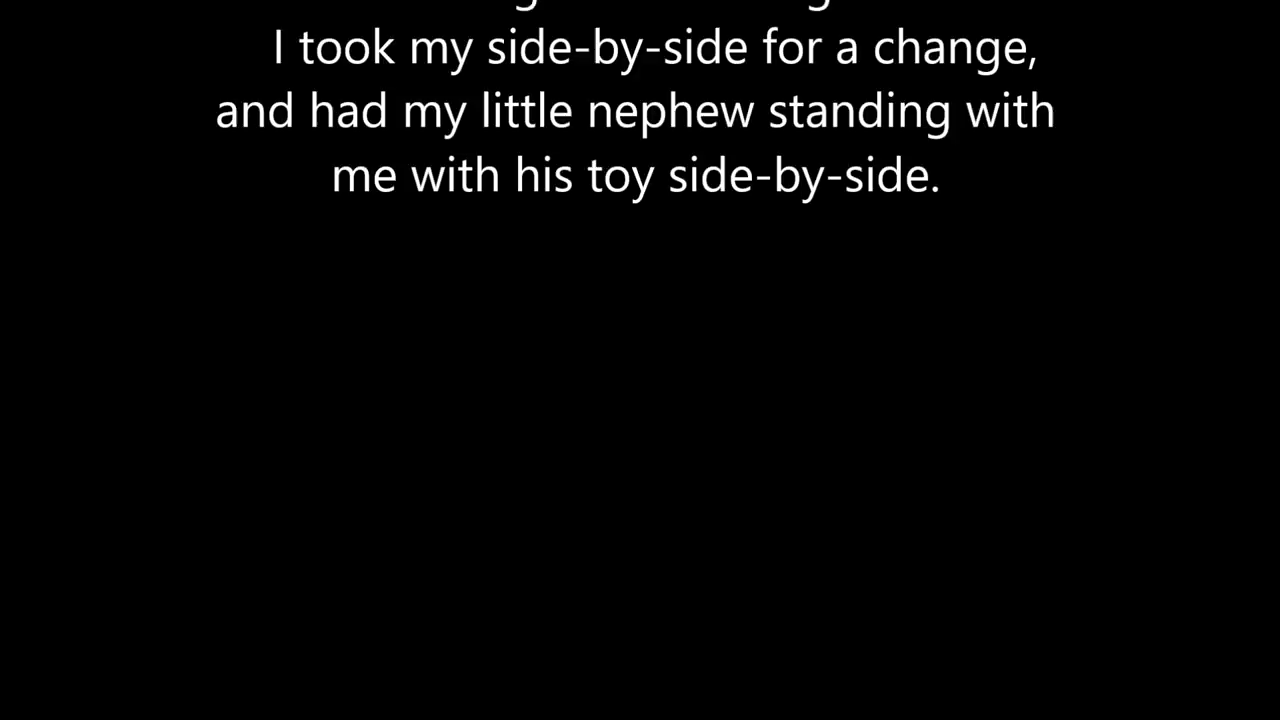 I took my side-by-side for a change,
and had my little nephew standing with
me with his toy side-by-side.